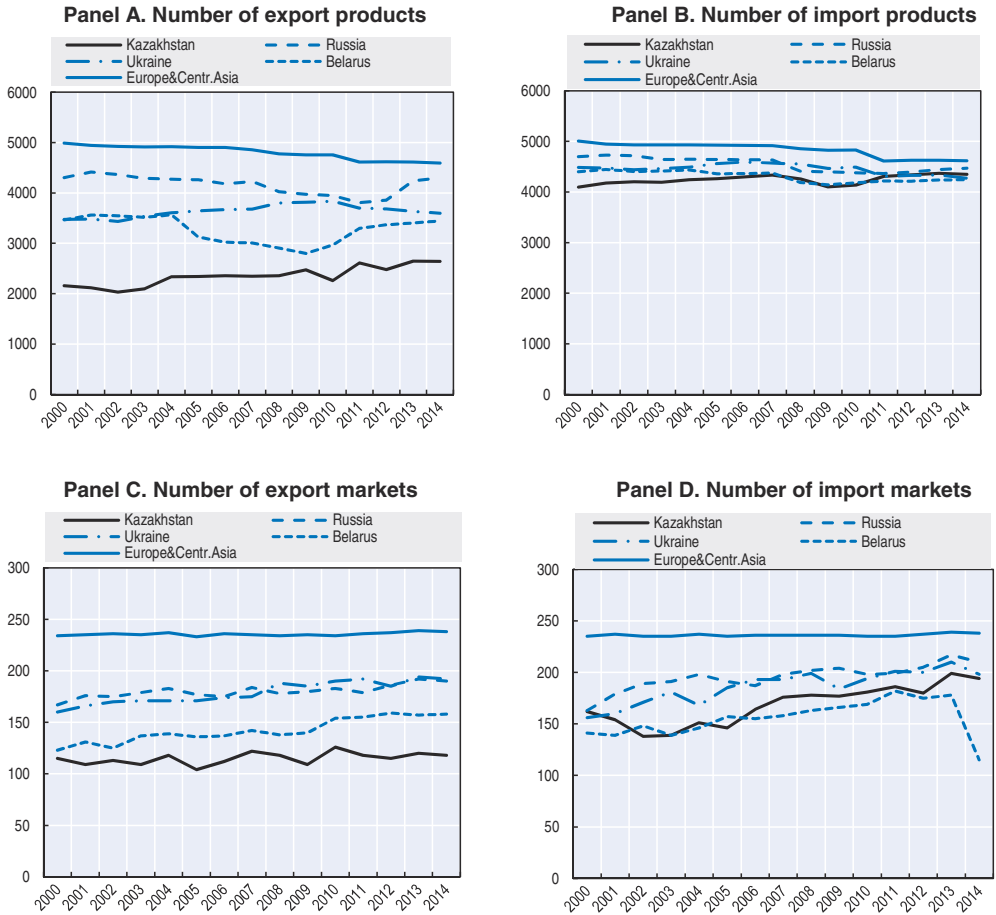 Panel A. Number of export products
Kazakhstan
Russia
Ukraine
Belarus
Europe&Centr.Asia
6000
5000
4000
3000
2000
1000
0
2000 2001 2002 2003 2004 2005 2006 2007 2008 2009 2010 2011 2012 2013 2014
Panel B. Number of import products
Kazakhstan
Russia
Ukraine
Belarus
Europe&Centr.Asia
6000
5000
4000
3000
2000
1000
0
2000 2001 2002 2003 2004 2005 2006 2007 2008 2009 2010 2011 2012 2013 2014
Panel C. Number of export markets
Kazakhstan
Russia
Ukraine
Belarus
Europe&Centr.Asia
300
250
200
150
100
50
0
2000 2001 2002 2003 2004 2005 2006 2007 2008 2009 2010 2011 2012 2013 2014
Panel D. Number of import markets
Kazakhstan
Russia
Ukraine
Belarus
Europe&Centr.Asia
300
250
200
150
100
50
0
2000 2001 2002 2003 2004 2005 2006 2007 2008 2009 2010 2011 2012 2013 2014